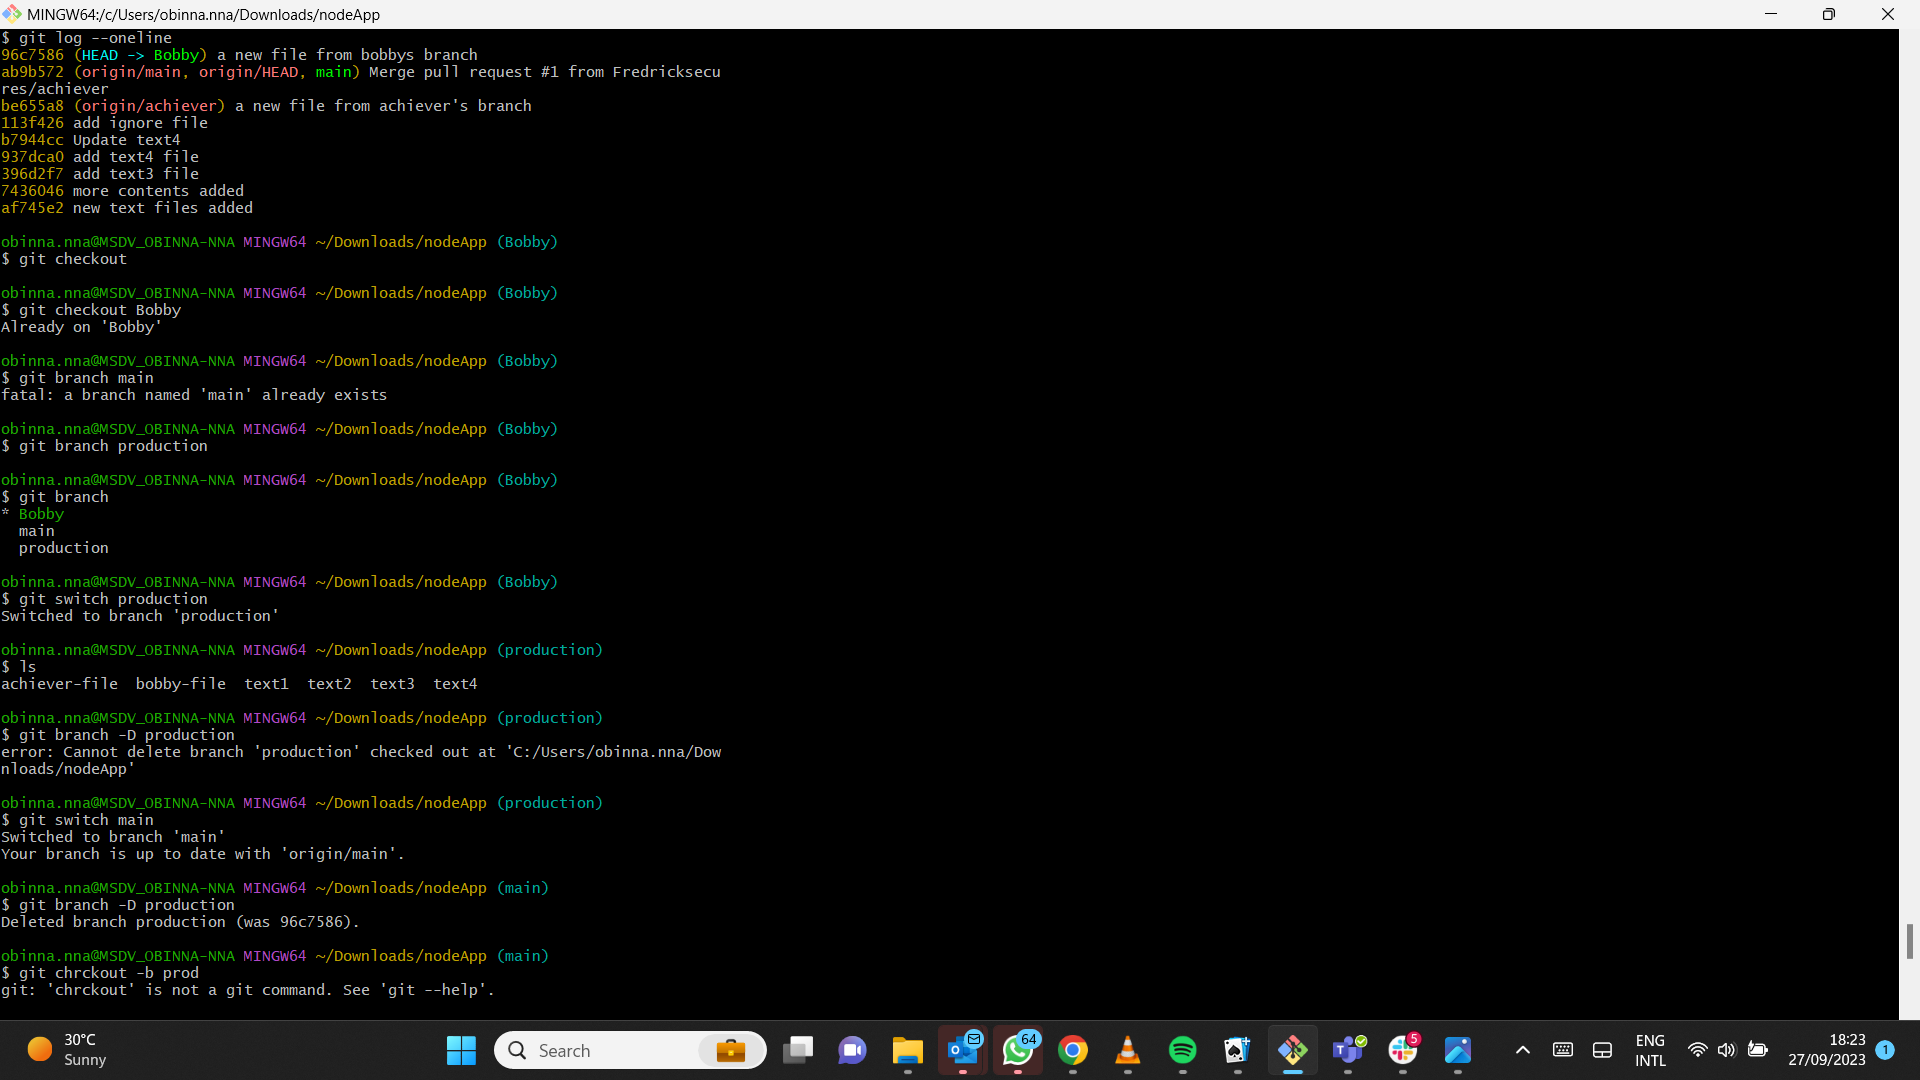 MINGW64:/c/Users/obinna.nna/Downloads/nodeApp
$ git log --oneline
96c7586 (HEAD -> Bobby) a new file from bobbys branch
ab9b572 (origin/main, origin/HEAD, main) Merge pull request #1 from Fredricksecu
res/achiever
be655a8 (origin/achiever) a new file from achiever's branch
113f426 add ignore file
b7944cc Update text4
937dca0 add text4 file
396d2f7 add text3 file
7436046 more contents added
af745e2 new text files added
obinna.nna@MSDV_OBINNA-NNA MINGW64 ~/Downloads/nodeApp (Bobby)
$ git checkout
obinna.nna@MSDV_OBINNA-NNA MINGW64 ~/Downloads/nodeApp (Bobby)
$ git checkout Bobby
Already on 'Bobby'
obinna.nna@MSDV_OBINNA-NNA MINGW64 ~/Downloads/nodeApp (Bobby)
$ git branch main
fatal: a branch named 'main' already exists
obinna.nna@MSDV_OBINNA-NNA MINGW64 ~/Downloads/nodeApp (Bobby)
$ git branch production
obinna.nna@MSDV_OBINNA-NNA MINGW64 ~/Downloads/nodeApp (Bobby)
$ git branch
* Bobby
main
production
obinna.nna@MSDV_OBINNA-NNA MINGW64 ~/Downloads/nodeApp (Bobby)
$ git switch production
Switched to branch 'production'
obinna.nna@MSDV_OBINNA-NNA MINGW64 ~/Downloads/nodeApp (production)
$ ls
achiever-file bobby-file text1 text2 text3 text4
obinna.nna@MSDV_OBINNA-NNA MINGW64 ~/Downloads/nodeApp (production)
$ git branch -D production
error: Cannot delete branch 'production' checked out at 'C:/Users/obinna.nna/Dow
nloads/nodeApp'
obinna.nna@MSDV_OBINNA-NNA MINGW64 ~/Downloads/nodeApp (production)
$ git switch main
Switched to branch 'main'
Your branch is up to date with 'origin/main'.
obinna.nna@MSDV_OBINNA-NNA MINGW64 ~/Downloads/nodeApp (main)
$ git branch -D production
Deleted branch production (was 96c7586).
obinna.nna@MSDV_OBINNA-NNA MINGW64 ~/Downloads/nodeApp (main)
$ git chrckout -b prod
git: 'chrckout' is not a git command. See 'git --help'.
30°C
Sunny
Search
64
5
ENG
INTL
18:23
27/09/2023
1